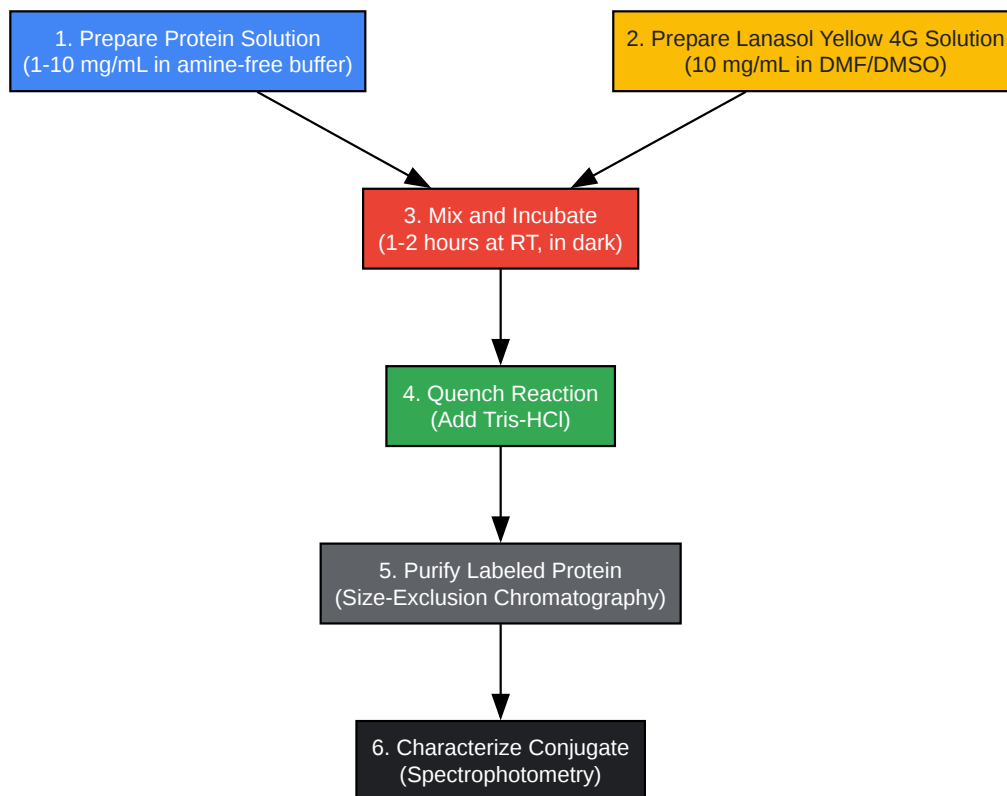 1. Prepare Protein Solution
(1-10 mg/mL in amine-free buffer)
2. Prepare Lanasol Yellow 4G Solution
(10 mg/mL in DMF/DMSO)
3. Mix and Incubate
(1-2 hours at RT, in dark)
4. Quench Reaction
(Add Tris-HCl)
5. Purify Labeled Protein
(Size-Exclusion Chromatography)
6. Characterize Conjugate
(Spectrophotometry)